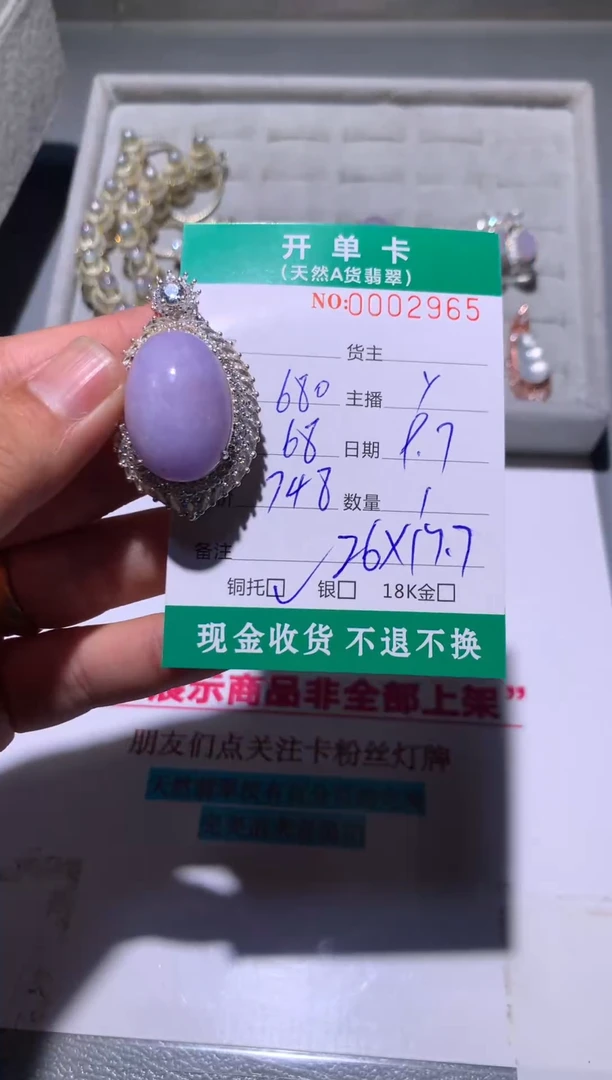 开单卡
(天然A货翡翠)
NO:0002965
货主
680 主播 Y
68 日期 8.7
748 数量 1
备注 26X17.7
铜托☑ 银□ 18K金□
现金收货 不退不换
展示商品非全部上架”
朋友们点关注卡粉丝灯牌